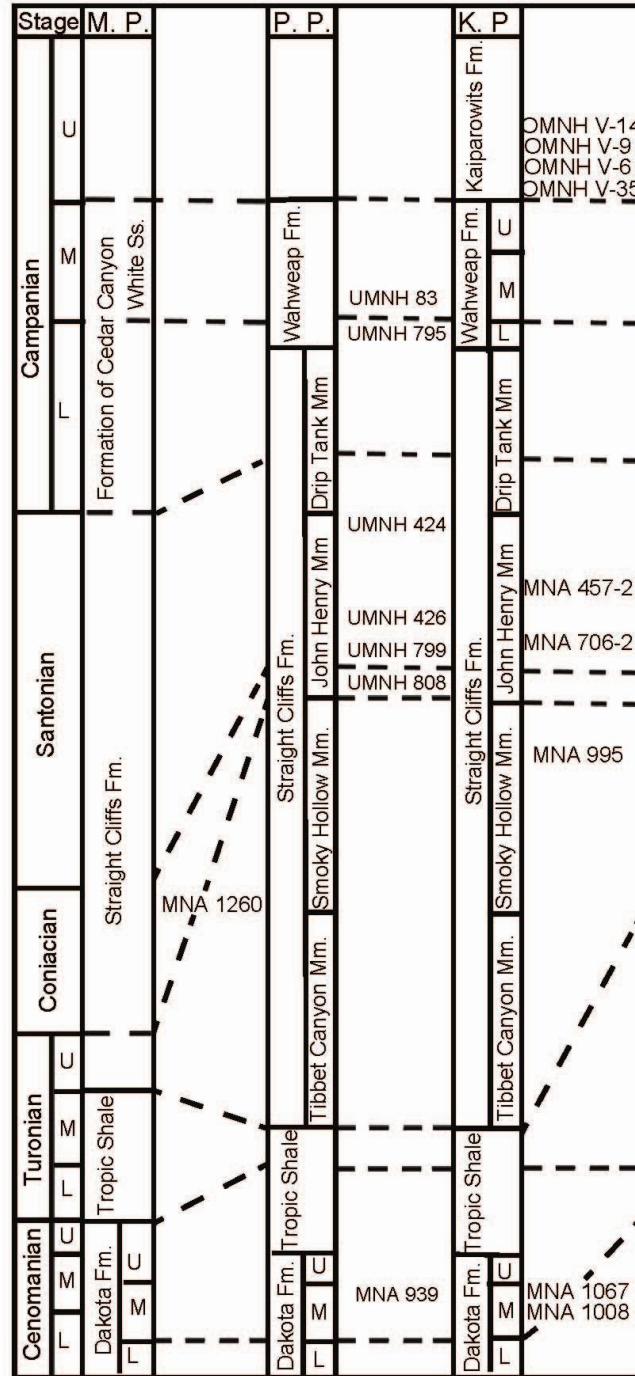 Stage M. P. P. P. K. P
Campanian
U
M
L
Santonian
Coniacian
Turonian
U
M
L
Cenomanian
U
M
L
Formation of Cedar Canyon
White Ss.
Straight Cliffs Fm.
Tropic Shale
Dakota Fm.
U
M
L
MNA 1260
Wahweap Fm.
Straight Cliffs Fm.
Drip Tank Mm
John Henry Mm
Smoky Hollow Mm.
Tibbet Canyon Mm.
Tropic Shale
Dakota Fm.
U
M
L
UMNH 83
UMNH 795
UMNH 424
UMNH 426
UMNH 799
UMNH 808
MNA 939
Kaiparowits Fm.
Wahweap Fm.
U
M
L
Straight Cliffs Fm.
Drip Tank Mm
John Henry Mm
Smoky Hollow Mm.
Tibbet Canyon Mm.
Tropic Shale
Dakota Fm.
U
M
L
OMNH V-14
OMNH V-9
OMNH V-6
OMNH V-35
MNA 457-2
MNA 706-2
MNA 995
MNA 1067
MNA 1008